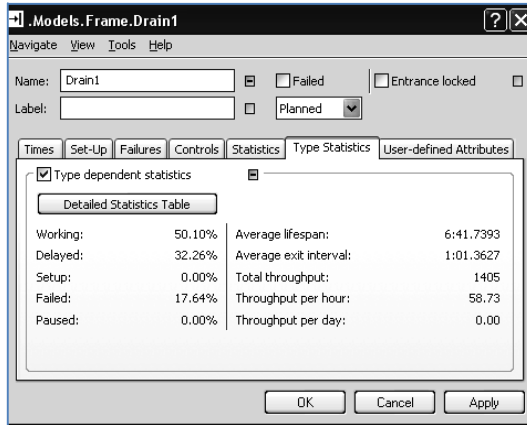 .Models.Frame.Drain1
Navigate View Tools Help
Name: Drain1 Failed Entrance locked
Label: Planned
Times Set-Up Failures Controls Statistics Type Statistics User-defined Attributes
Type dependent statistics
Detailed Statistics Table
Working: 50.10% Average lifespan: 6:41.7393
Delayed: 32.26% Average exit interval: 1:01.3627
Setup: 0.00% Total throughput: 1405
Failed: 17.64% Throughput per hour: 58.73
Paused: 0.00% Throughput per day: 0.00
OK Cancel Apply